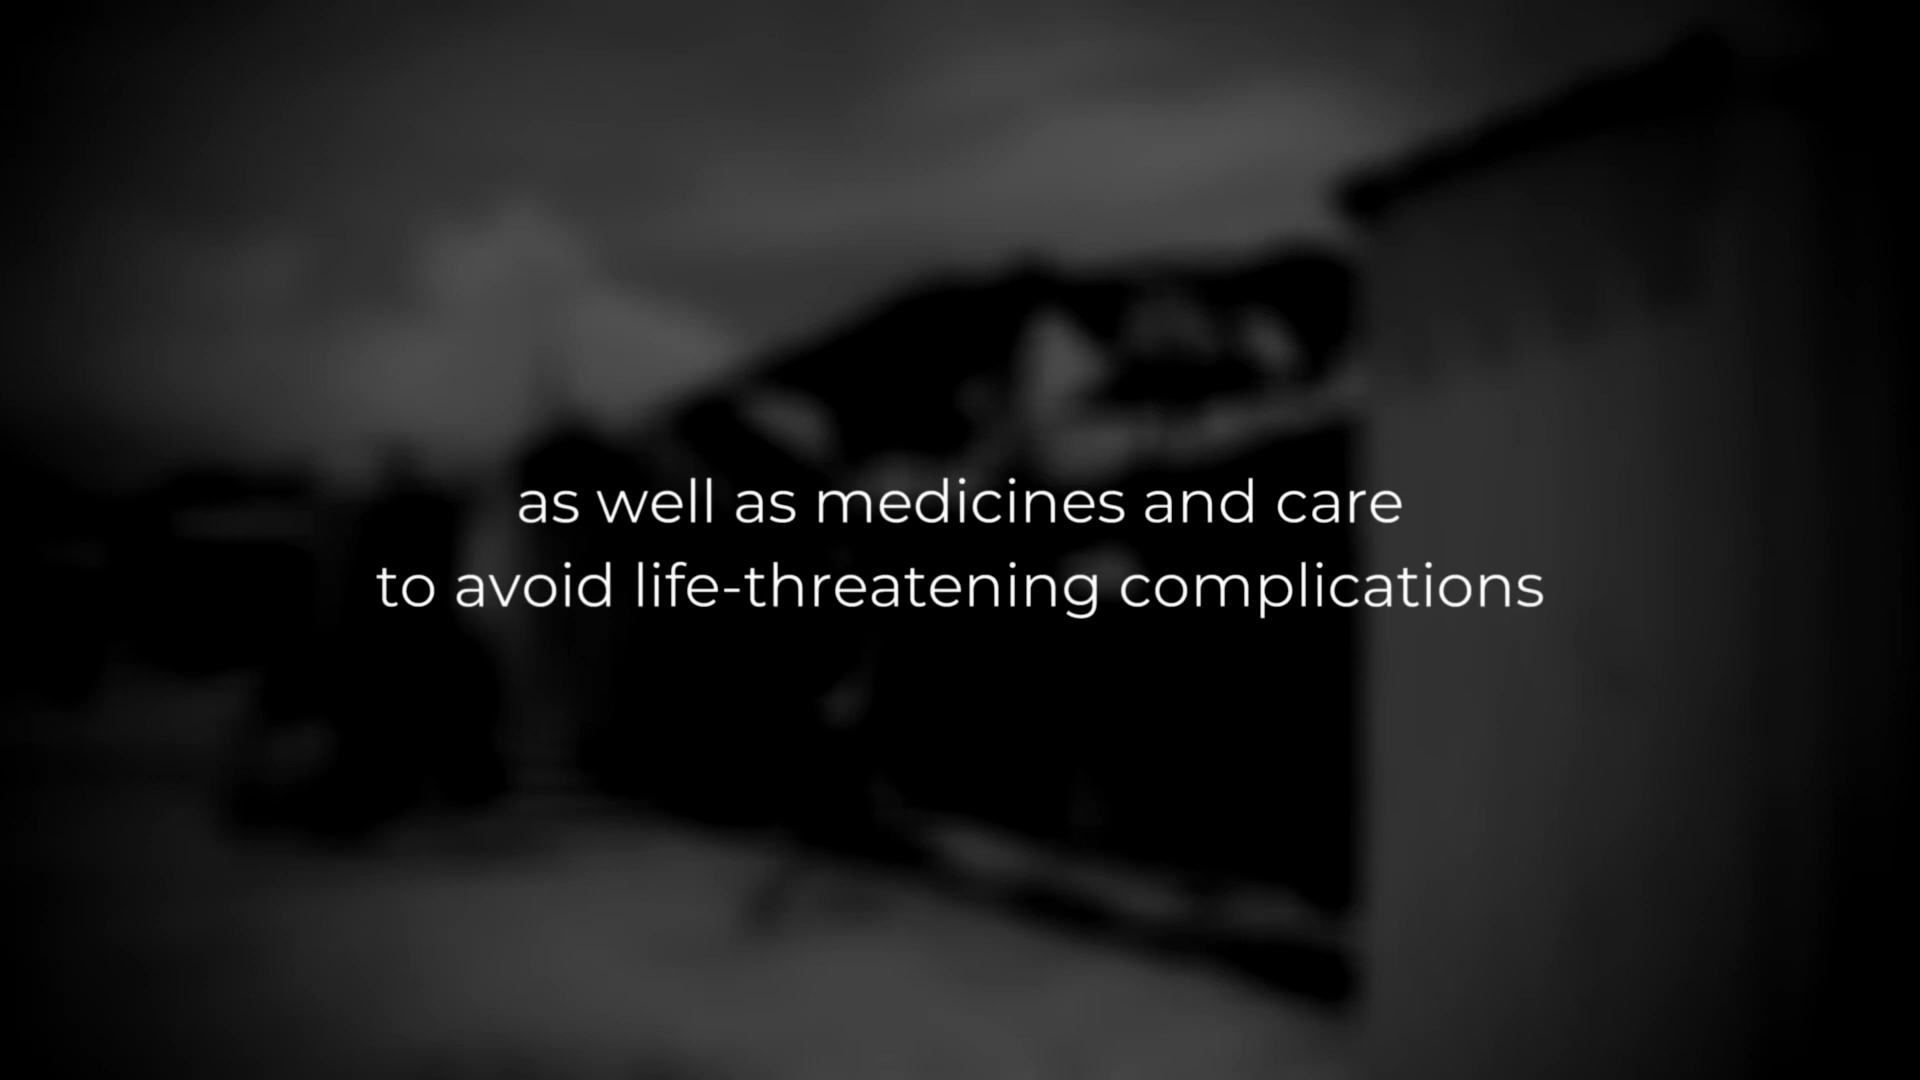 as well as medicines and care
to avoid life-threatening complications